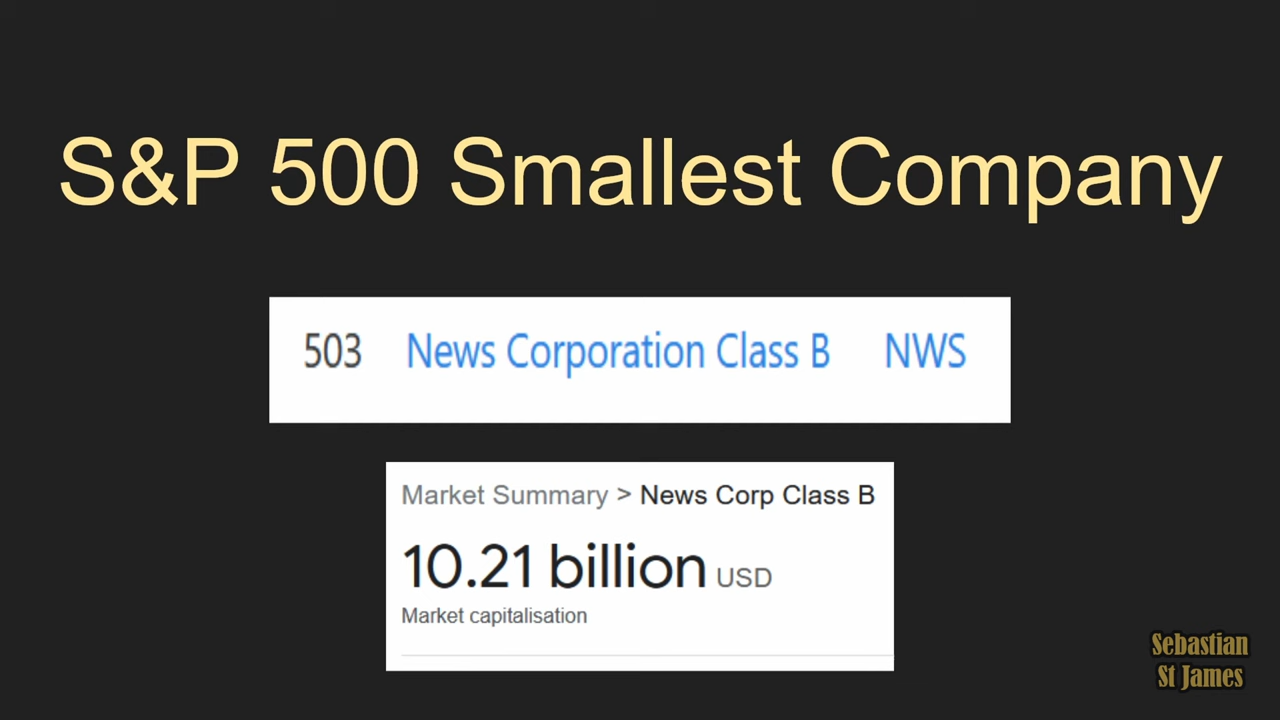 S&P 500 Smallest Company
503 News Corporation Class B NWS
Market Summary > News Corp Class B
10.21 billion USD
Market capitalisation
Sebastian
St James